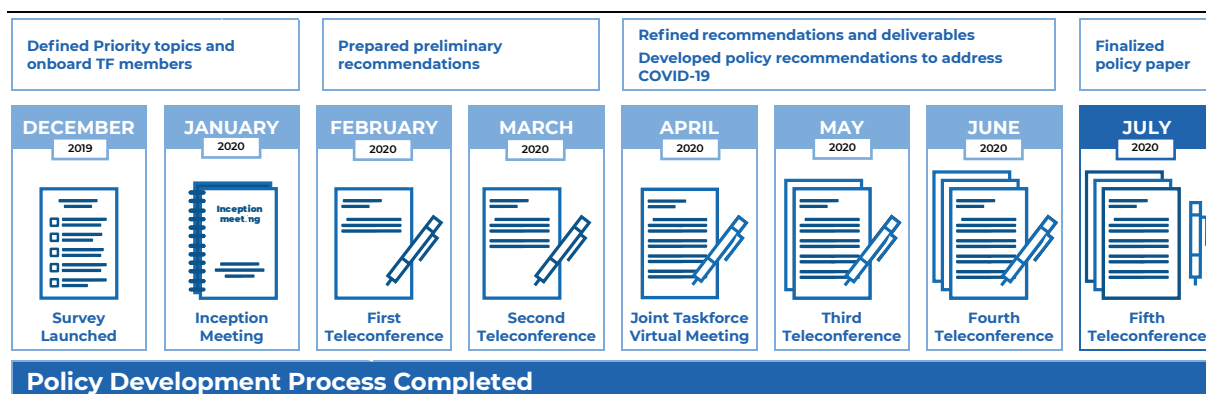 Defined Priority topics and
onboard TF members
Prepared preliminary
recommendations
Refined recommendations and deliverables
Developed policy recommendations to address
COVID-19
Finalized
policy paper
DECEMBER
2019
Survey
Launched
JANUARY
2020
Inception
meeting
Inception
Meeting
FEBRUARY
2020
First
Teleconference
MARCH
2020
Second
Teleconference
APRIL
2020
Joint Taskforce
Virtual Meeting
MAY
2020
Third
Teleconference
JUNE
2020
Fourth
Teleconference
JULY
2020
Fifth
Teleconference
Policy Development Process Completed